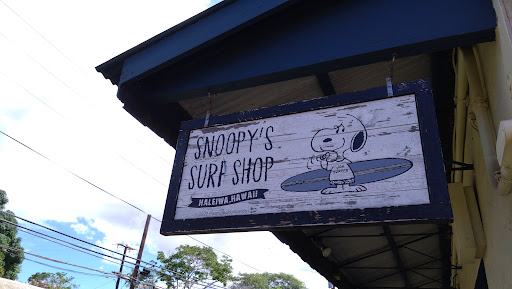 SNOOPY'S
SURF SHOP
HALEIWA, HAWAII